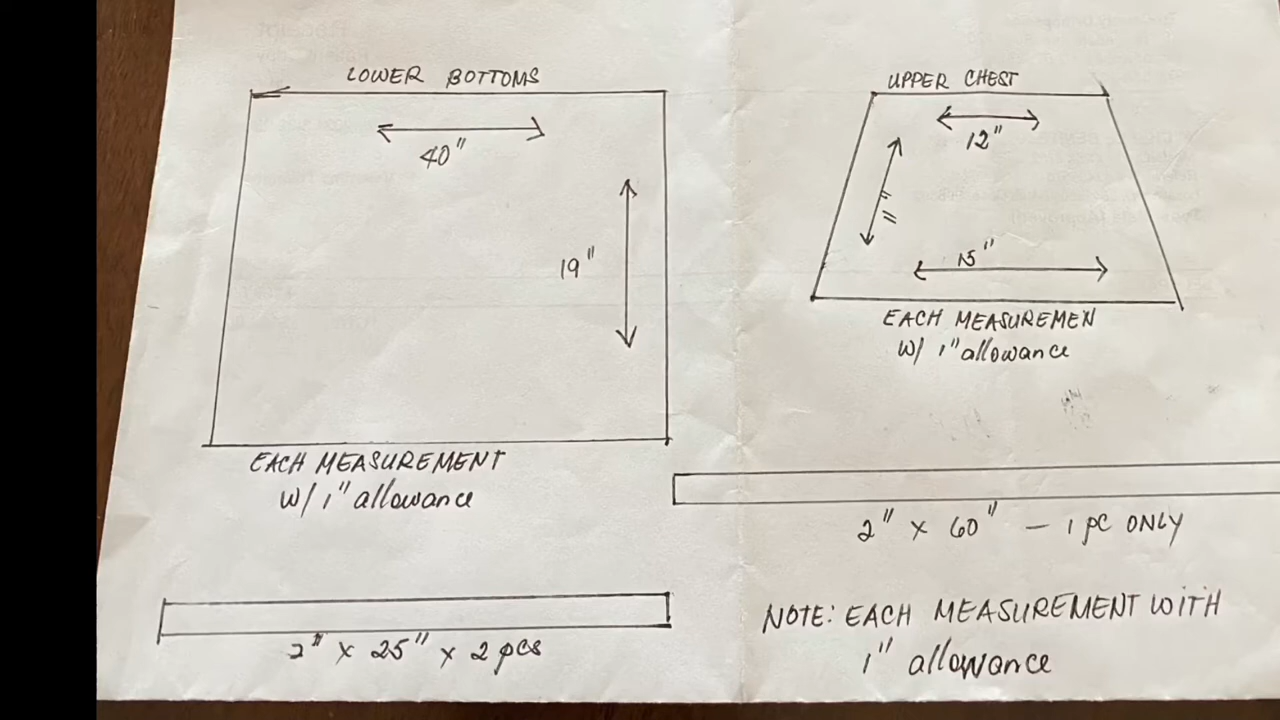 LOWER BOTTOMS
40"
19"
EACH MEASUREMENT
w/ 1" allowance
2" x 25" x 2 pcs
UPPER CHEST
12"
15"
EACH MEASUREMEN
w/ 1" allowance
2" x 60" – 1 pc ONLY
NOTE: EACH MEASUREMENT WITH
1" allowance